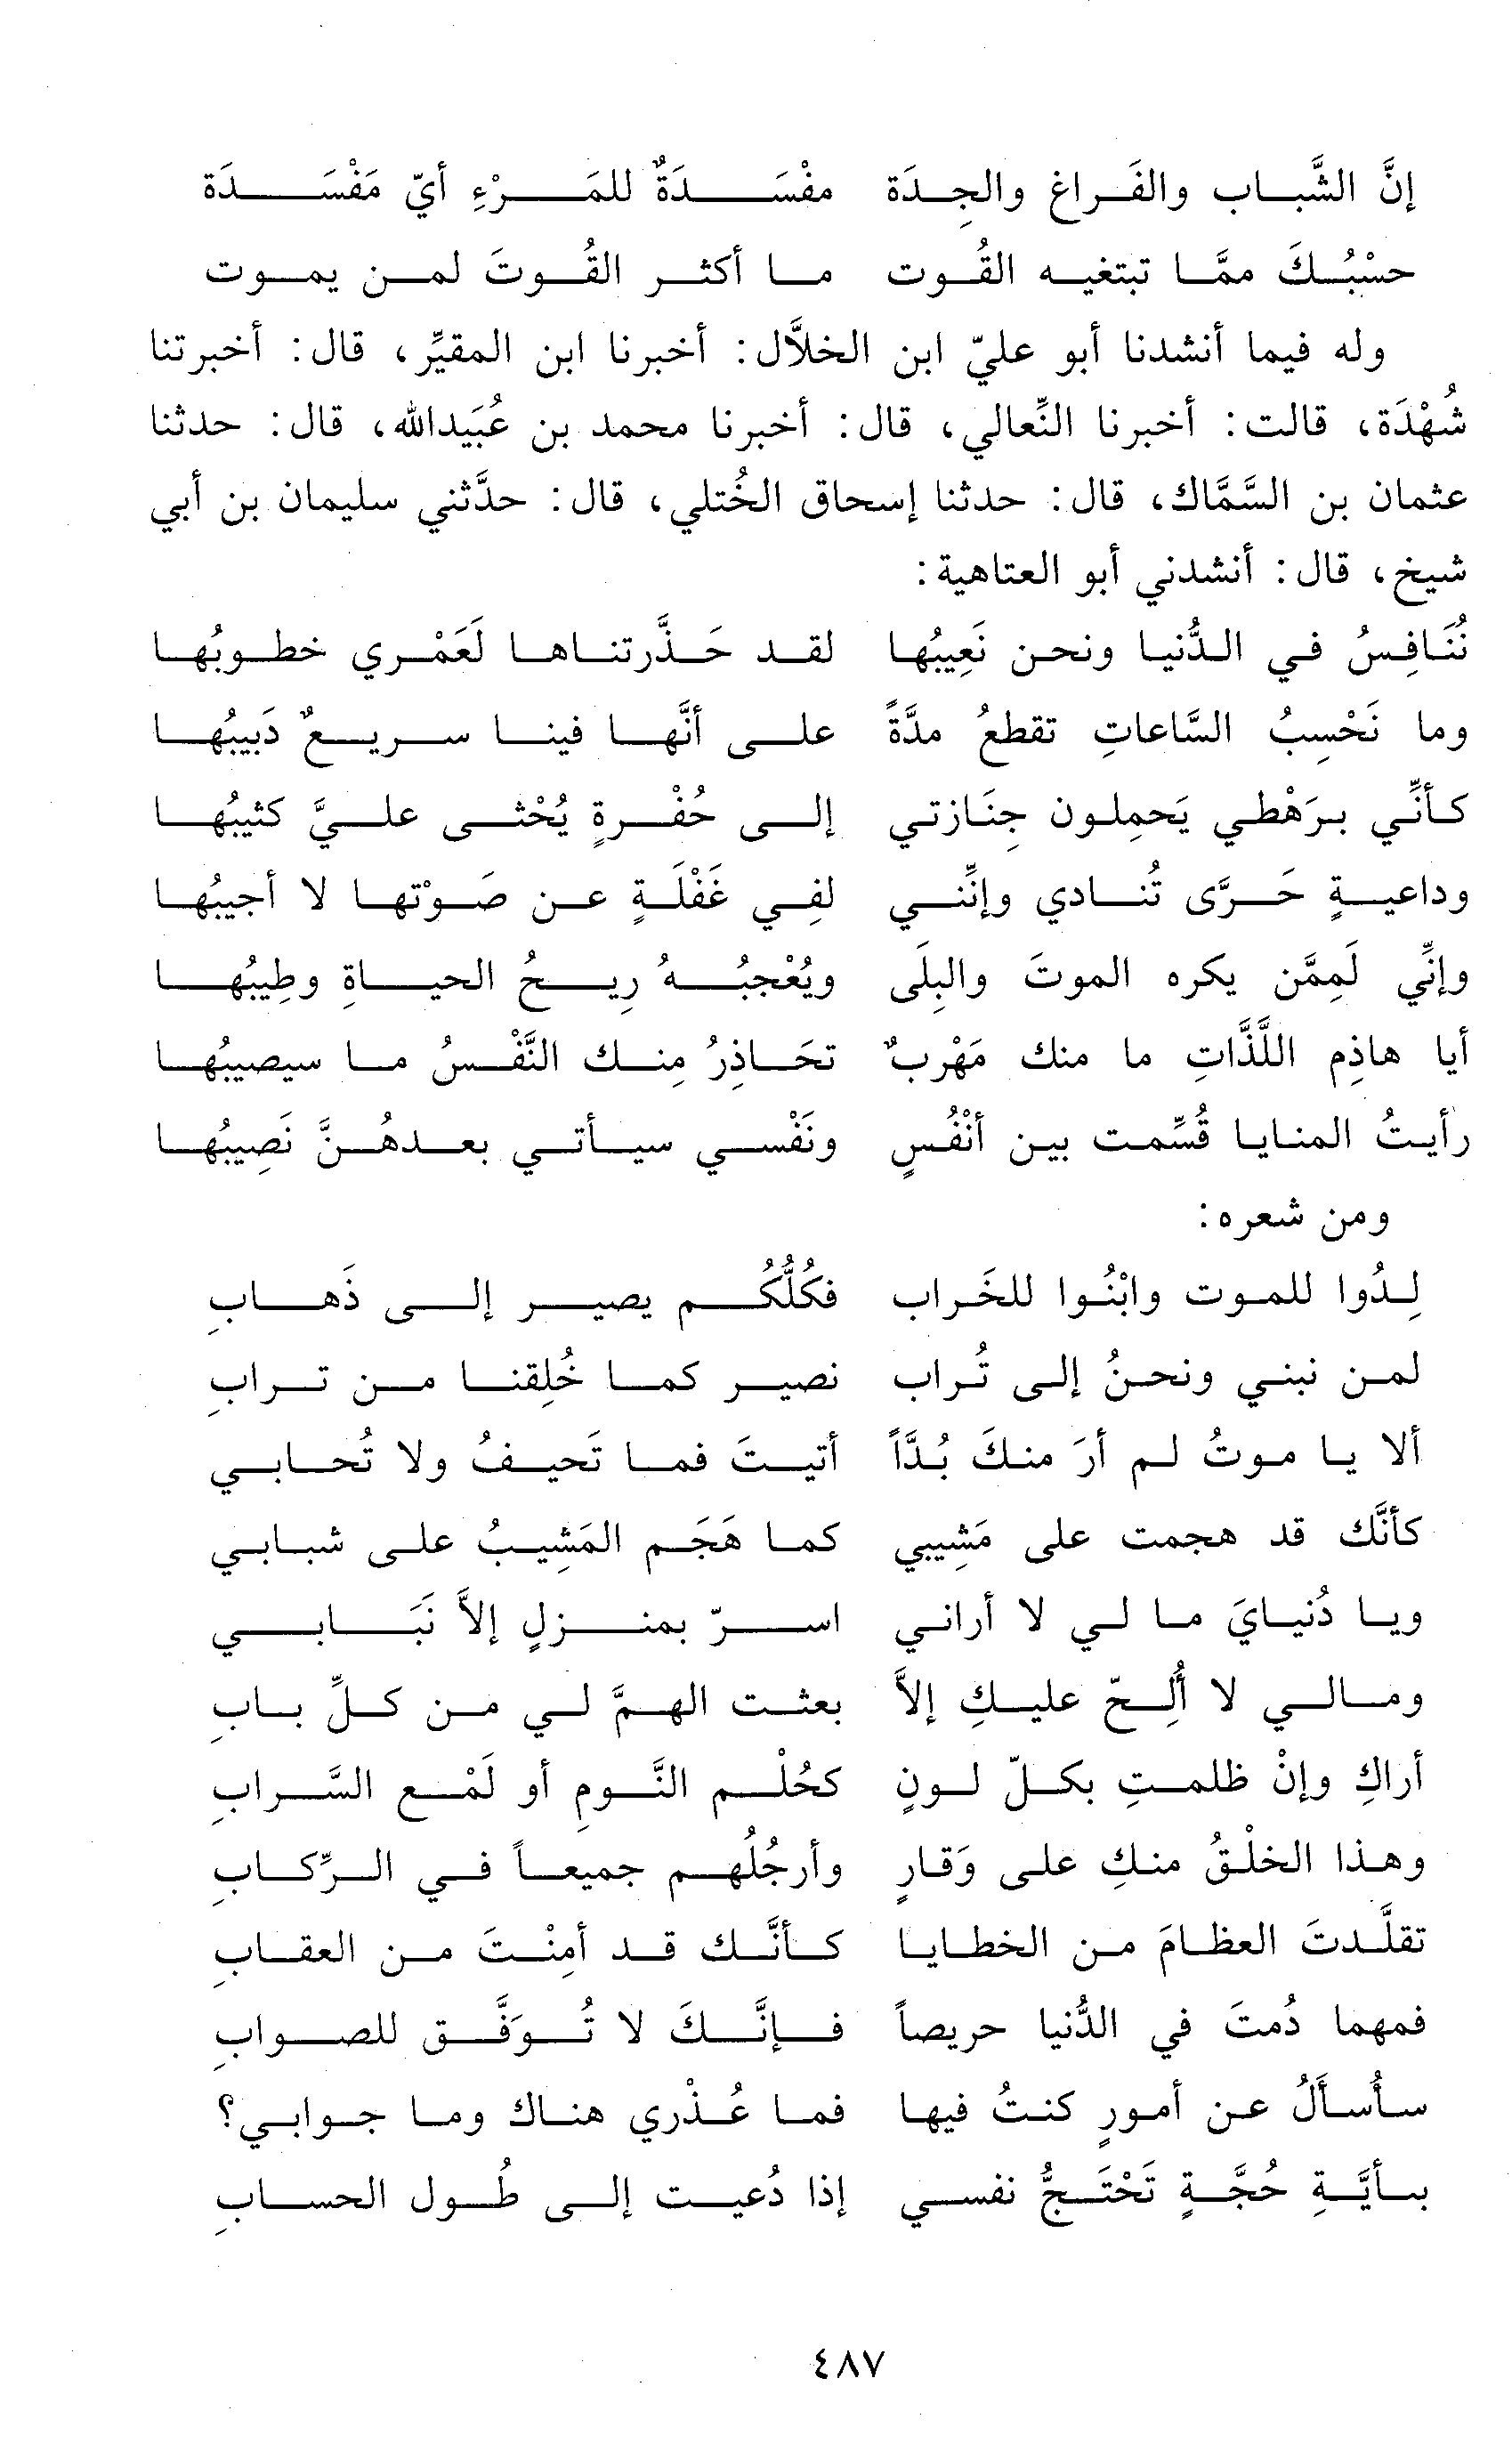 إنَّ الشَّباب والفَراغ والجِدَة مفْسَدَةٌ للمَرْءِ أيّ مَفْسَدَة
حسْبُكَ ممَّا تبتغيه القُوت ما أكثر القُوتَ لمن يموت
وله فيما أنشدنا أبو عليّ ابن الخلاَّل: أخبرنا ابن المقيِّر، قال: أخبرتنا
شُهْدَة، قالت: أخبرنا النِّعالي، قال: أخبرنا محمد بن عُبَيدالله، قال: حدثنا
عثمان بن السَّمَّاك، قال: حدثنا إسحاق الخُتلي، قال: حدَّثني سليمان بن أبي
شيخ، قال: أنشدني أبو العتاهية:
نُنَافِسُ في الدُّنيا ونحن نَعِيبُها لقد حَذَّرتناها لَعَمْري خطوبُها
وما نَحْسِبُ السَّاعاتِ تقطعُ مدَّةً على أنَّها فينا سريعٌ دَبيبُها
كأنِّي برَهْطي يَحمِلون جِنَازتي إلى حُفْرةٍ يُحْثى عليَّ كثيبُها
وداعيةٍ حَرَّى تُنادي وإنَّني لفِي غَفْلَةٍ عن صَوْتها لا أجيبُها
وإنِّي لَمِمَّن يكره الموتَ والبِلَى ويُعْجبُهُ رِيحُ الحياةِ وطِيبُها
أيا هاذِم اللَّذَّاتِ ما منك مَهْربٌ تحَاذِرُ مِنك النَّفْسُ ما سيصيبُها
رأيتُ المنايا قُسِّمت بين أنْفُسٍ ونَفْسي سيأتي بعدهُنَّ نَصِيبُها
ومن شعره:
لِدُوا للموت وابْنُوا للخَراب فكُلُّكُم يصير إلى ذَهابِ
لمن نبني ونحنُ إلى تُراب نصير كما خُلِقنا من ترابِ
ألا يا موتُ لم أرَ منكَ بُدَّاً أتيتَ فما تَحيفُ ولا تُحابي
كأنَّك قد هجمت على مَشِيبي كما هَجَم المَشِيبُ على شبابي
ويا دُنيايَ ما لي لا أراني اسرّ بمنزلٍ إلاَّ نَبَابي
ومالي لا أُلِحّ عليكِ إلاَّ بعثت الهمَّ لي من كلِّ بابِ
أراكِ وإنْ ظلمتِ بكلّ لونٍ كحُلْم النَّومِ أو لَمْع السَّرابِ
وهذا الخلْقُ منكِ على وَقارٍ وأرجُلُهم جميعاً في الرِّكابِ
تقلَّدتَ العظامَ من الخطايا كأنَّك قد أمِنْتَ من العقابِ
فمهما دُمتَ في الدُّنيا حريصاً فإنَّكَ لا تُوَفَّق للصوابِ
سأُسأَلُ عن أمورٍ كنتُ فيها فما عُذْري هناك وما جوابي؟
بأيَّةِ حُجَّةٍ تَحْتَجُّ نفسي إذا دُعيت إلى طُول الحسابِ
٤٨٧